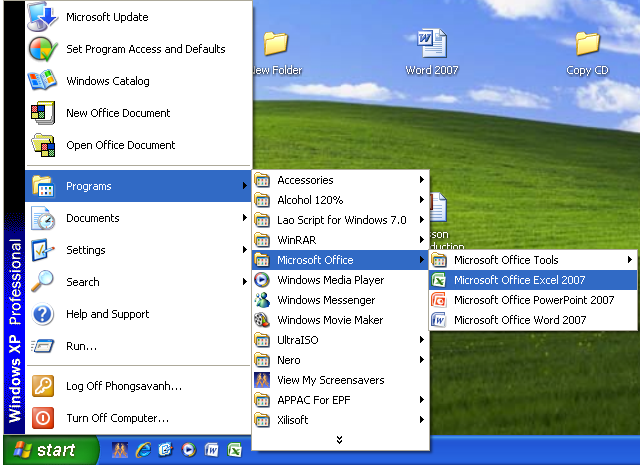 Microsoft Update
Set Program Access and Defaults
Windows Catalog
New Office Document
Open Office Document
Programs
Documents
Settings
Search
Help and Support
Run...
Log Off Phongsavanh...
Turn Off Computer...
Windows XP Professional
start
Accessories
Alcohol 120%
Lao Script for Windows 7.0
WinRAR
Microsoft Office
Windows Media Player
Windows Messenger
Windows Movie Maker
UltraISO
Nero
View My Screensavers
APPAC For EPF
Xilisoft
Microsoft Office Tools
Microsoft Office Excel 2007
Microsoft Office PowerPoint 2007
Microsoft Office Word 2007
Folder
Word 2007
Copy CD